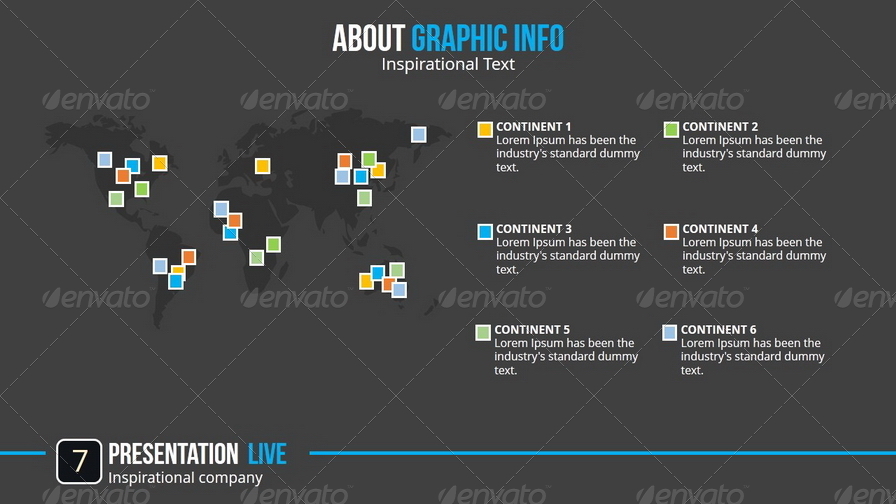 ABOUT GRAPHIC INFO
Inspirational Text
envato envato envato envato envato
CONTINENT 1
Lorem Ipsum has been the
industry's standard dummy
text.
CONTINENT 2
Lorem Ipsum has been the
industry's standard dummy
text.
CONTINENT 3
Lorem Ipsum has been the
industry's standard dummy
text.
CONTINENT 4
Lorem Ipsum has been the
industry's standard dummy
text.
envato envato envato envato envato
CONTINENT 5
Lorem Ipsum has been the
industry's standard dummy
text.
CONTINENT 6
Lorem Ipsum has been the
industry's standard dummy
text.
7
PRESENTATION LIVE
Inspirational company
envato envato envato envato envato